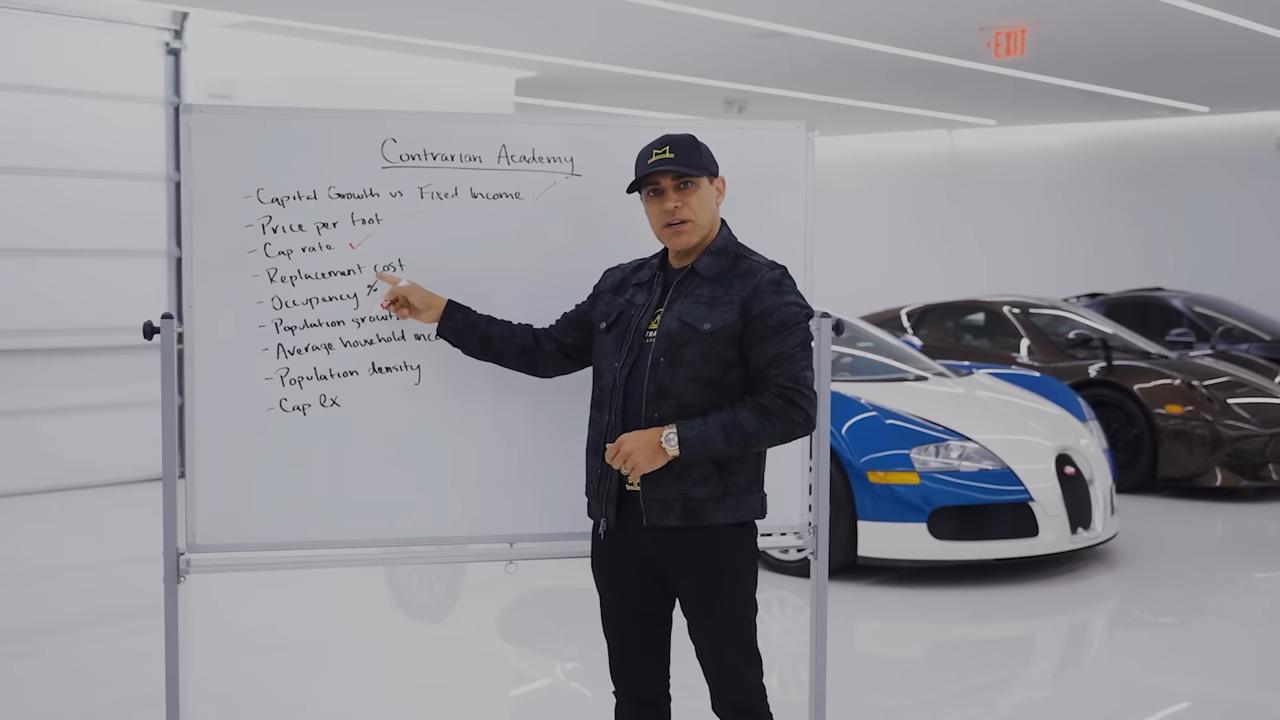 EXIT
Contrarian Academy
- Capital Growth vs Fixed Income ✓
- Price per foot
- Cap rate ✓
- Replacement cost
- Occupancy %
- Population growth
- Average household inco
- Population density
- Cap Ex